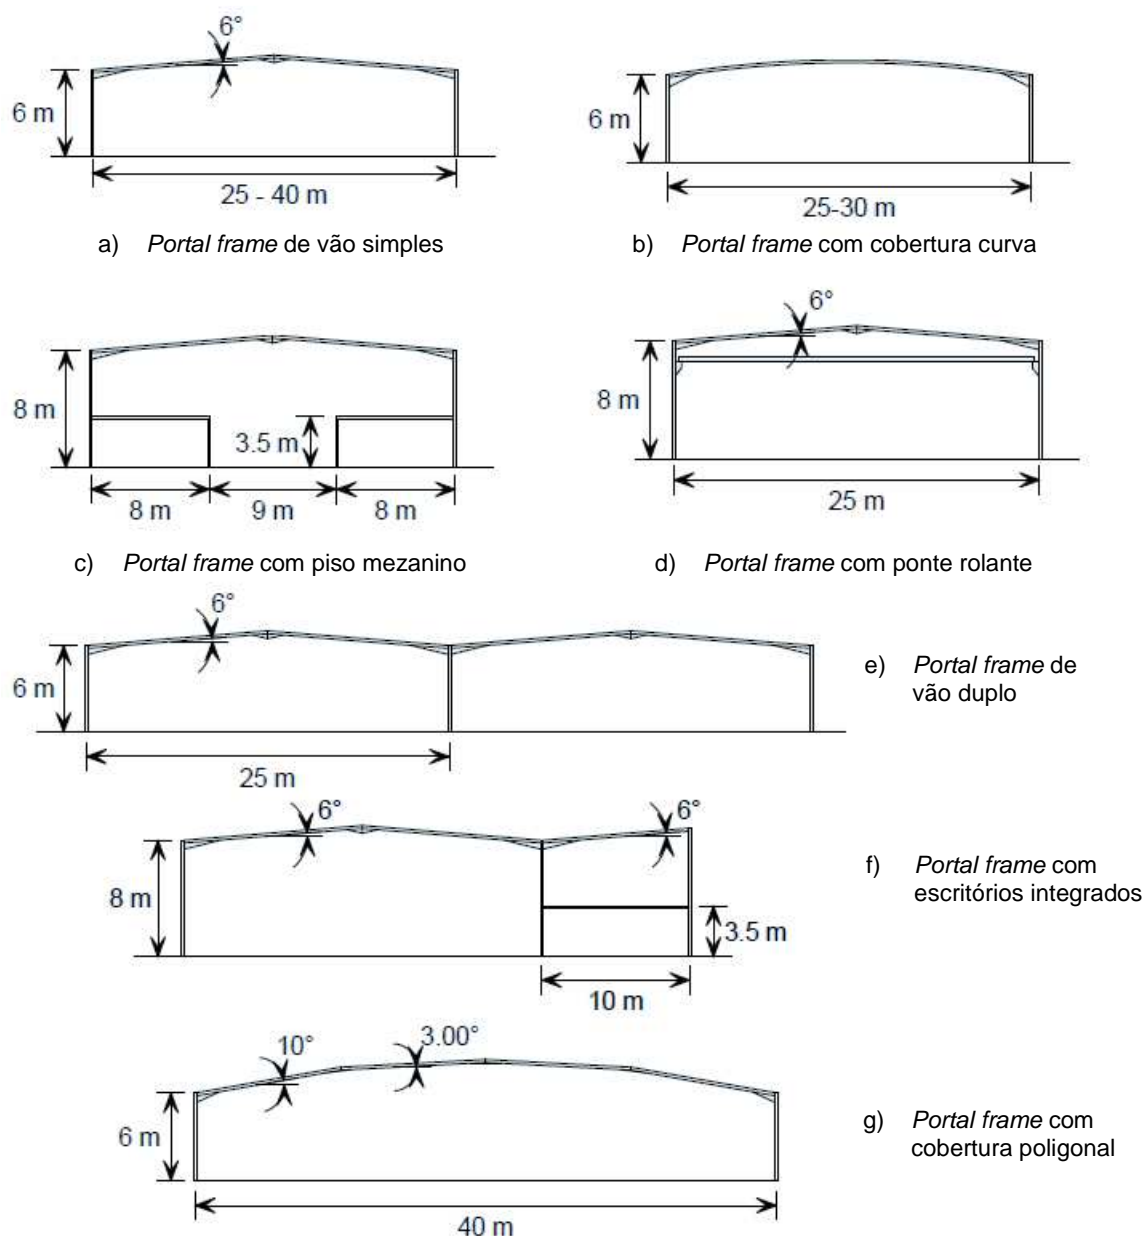 6°
6 m
25 - 40 m
a) Portal frame de vão simples
6 m
25-30 m
b) Portal frame com cobertura curva
8 m
3.5 m
8 m
9 m
8 m
c) Portal frame com piso mezanino
6°
8 m
25 m
d) Portal frame com ponte rolante
6°
6 m
25 m
e) Portal frame de
vão duplo
6°
6°
8 m
3.5 m
10 m
f) Portal frame com
escritórios integrados
10°
3.00°
6 m
40 m
g) Portal frame com
cobertura poligonal